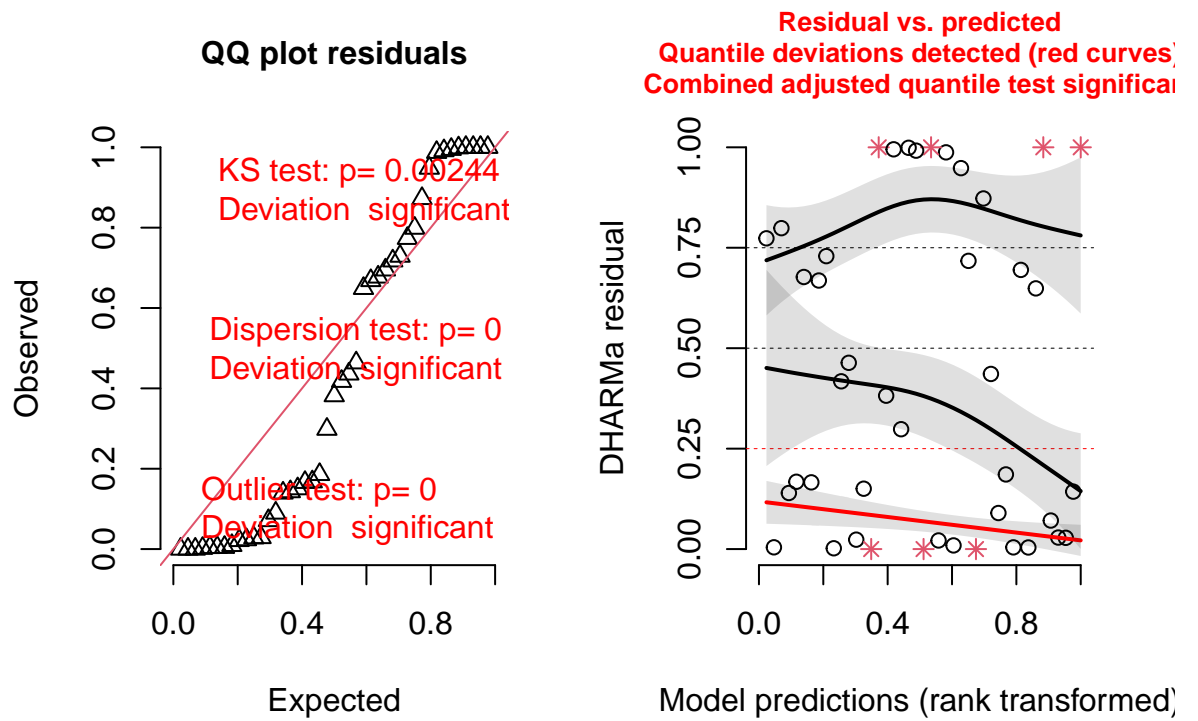 QQ plot residuals
KS test: p= 0.00244
Deviation  significant
Dispersion test: p= 0
Deviation significant
Outlier test: p= 0
Deviation  significant
Observed
1.0
0.8
0.6
0.4
0.2
0.0
0.0
0.4
0.8
Expected
Residual vs. predicted
Quantile deviations detected (red curves)
Combined adjusted quantile test significan
DHARMa residual
1.00
0.75
0.50
0.25
0.00
0.0
0.4
0.8
Model predictions (rank transformed)